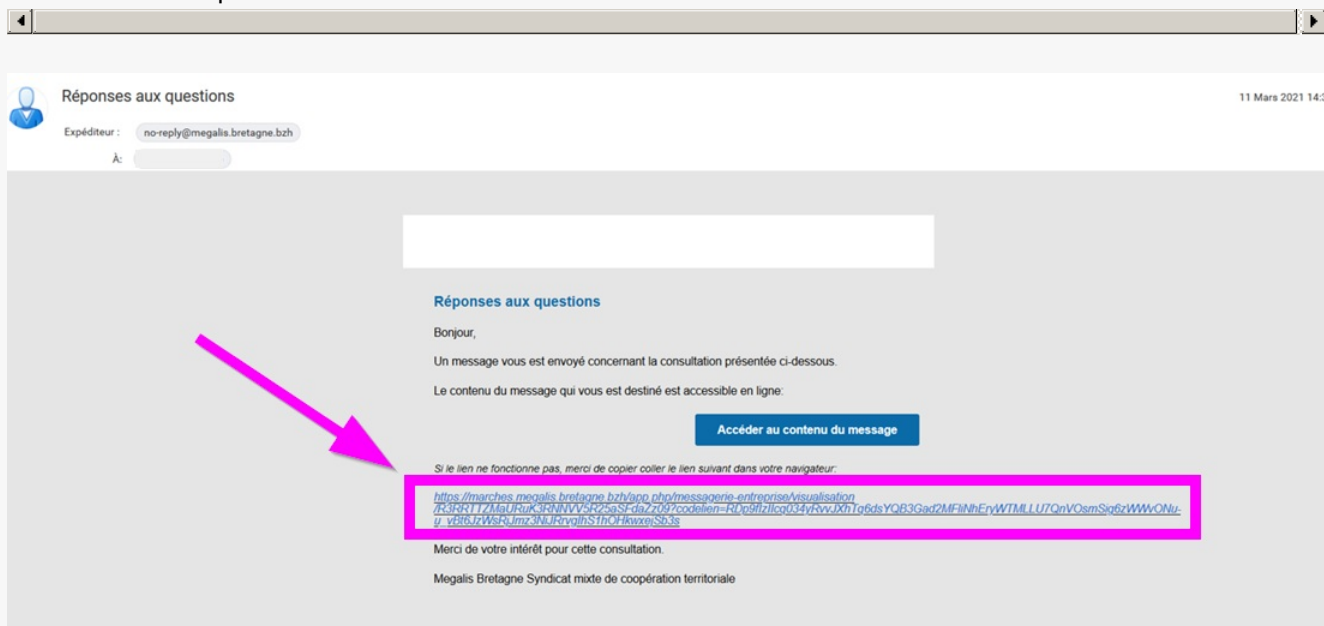 Réponses aux questions
11 Mars 2021 14:
Expéditeur : no-reply@megalis.bretagne.bzh
À:
Réponses aux questions
Bonjour,
Un message vous est envoyé concernant la consultation présentée ci-dessous.
Le contenu du message qui vous est destiné est accessible en ligne:
Accéder au contenu du message
Si le lien ne fonctionne pas, merci de copier coller le lien suivant dans votre navigateur:
https://marches.megalis.bretagne.bzh/app.php/messagerie-entreprise/visualisation
Merci de votre intérêt pour cette consultation.
Megalis Bretagne Syndicat mixte de coopération territoriale